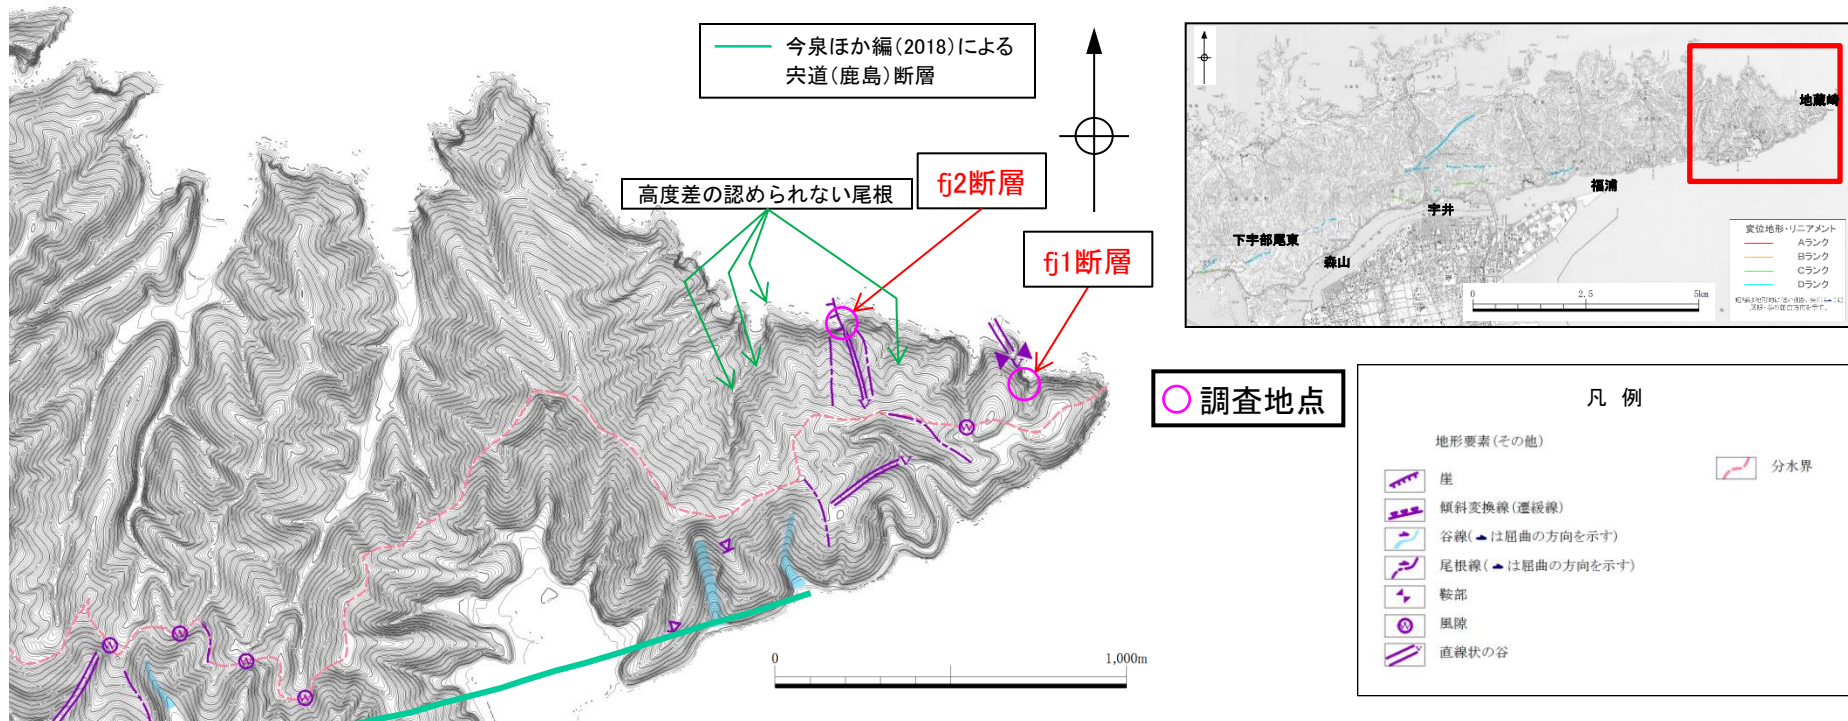 今泉ほか編(2018)による
宍道(鹿島)断層
高度差の認められない尾根
fj2断層
fj1断層
0
1,000m
地蔵崎
福浦
宇井
下宇部尾東
森山
変位地形・リニアメント
Aランク
Bランク
Cランク
Dランク
0
2.5
5km
調査地点
凡 例
地形要素(その他)
崖
傾斜変換線(遷緩線)
谷線(は屈曲の方向を示す)
尾根線(は屈曲の方向を示す)
鞍部
風隙
直線状の谷
分水界